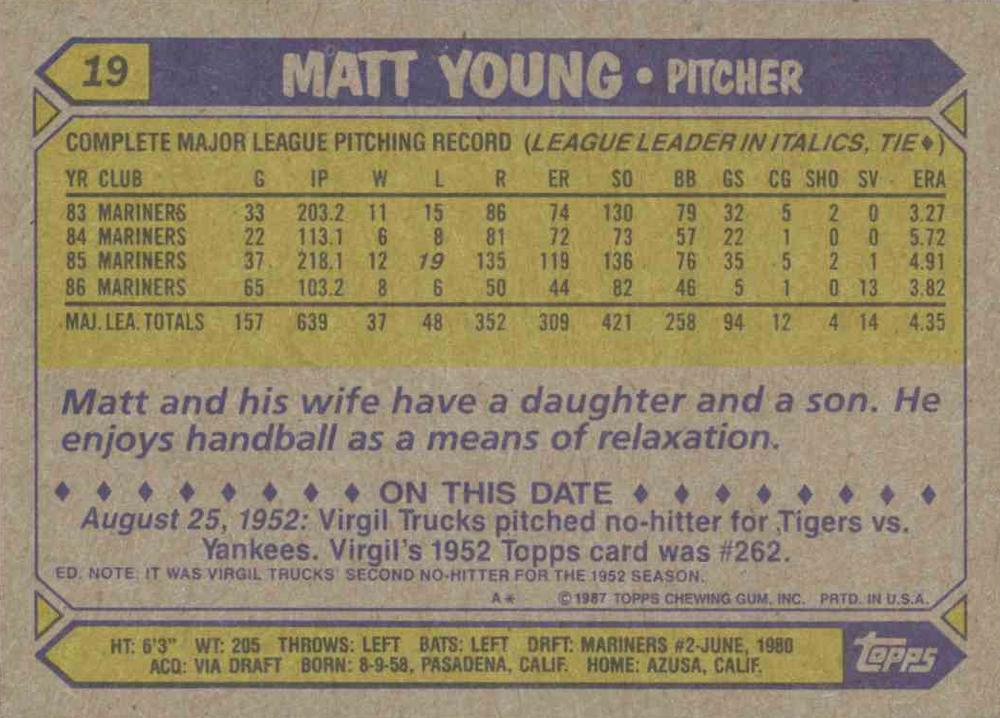 19 MATT YOUNG • PITCHER
COMPLETE MAJOR LEAGUE PITCHING RECORD (LEAGUE LEADER IN ITALICS, TIE ♦)
YR CLUB G IP W L R ER SO BB GS CG SHO SV ERA
83 MARINERS 33 203.2 11 15 86 74 130 79 32 5 2 0 3.27
84 MARINERS 22 113.1 6 8 81 72 73 57 22 1 0 0 5.72
85 MARINERS 37 218.1 12 19 135 119 136 76 35 5 2 1 4.91
86 MARINERS 65 103.2 8 6 50 44 82 46 5 1 0 13 3.82
MAJ. LEA. TOTALS 157 639 37 48 352 309 421 258 94 12 4 14 4.35
Matt and his wife have a daughter and a son. He
enjoys handball as a means of relaxation.
♦ ♦ ♦ ♦ ♦ ♦ ♦ ♦ ON THIS DATE ♦ ♦ ♦ ♦ ♦ ♦ ♦ ♦
August 25, 1952: Virgil Trucks pitched no-hitter for Tigers vs.
Yankees. Virgil's 1952 Topps card was #262.
ED. NOTE: IT WAS VIRGIL TRUCKS' SECOND NO-HITTER FOR THE 1952 SEASON.
A* © 1987 TOPPS CHEWING GUM, INC. PRTD. IN U.S.A.
HT: 6'3" WT: 205 THROWS: LEFT BATS: LEFT DRFT: MARINERS #2-JUNE, 1980
ACQ: VIA DRAFT BORN: 8-9-58, PASADENA, CALIF. HOME: AZUSA, CALIF.
Topps